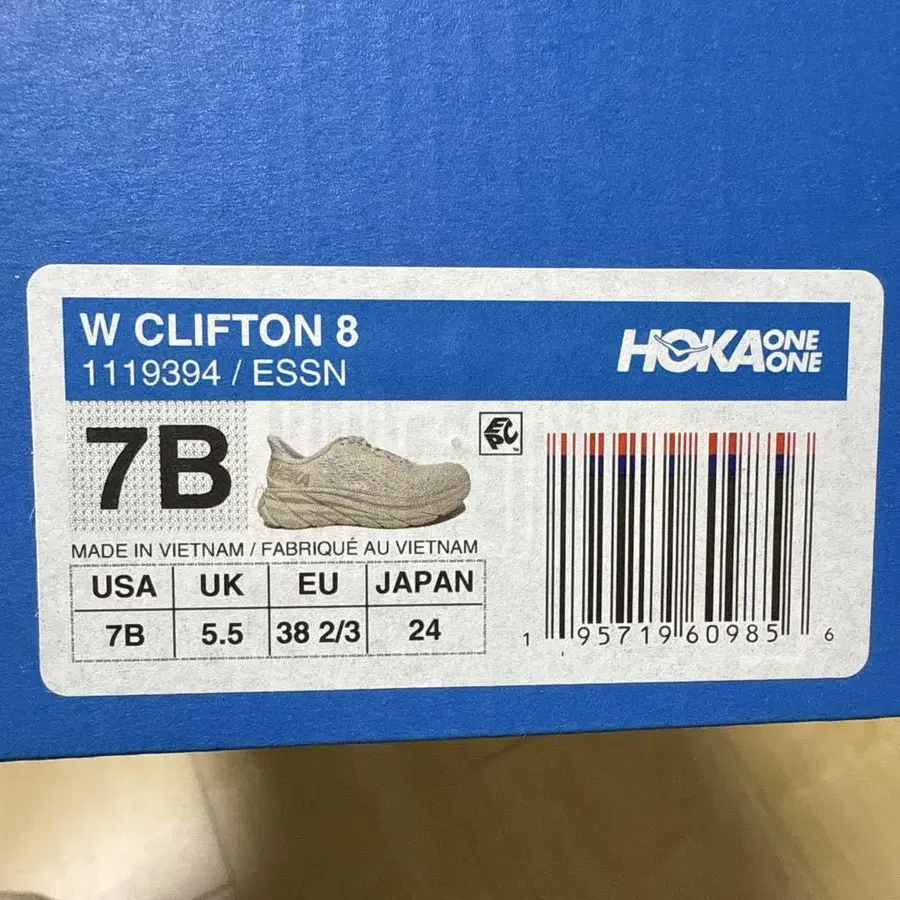 W CLIFTON 8
1119394 / ESSN
HOKA ONE ONE
7B
EPC
MADE IN VIETNAM / FABRIQUÉ AU VIETNAM
USA UK EU JAPAN
7B 5.5 38 2/3 24
1 95719 60985 6